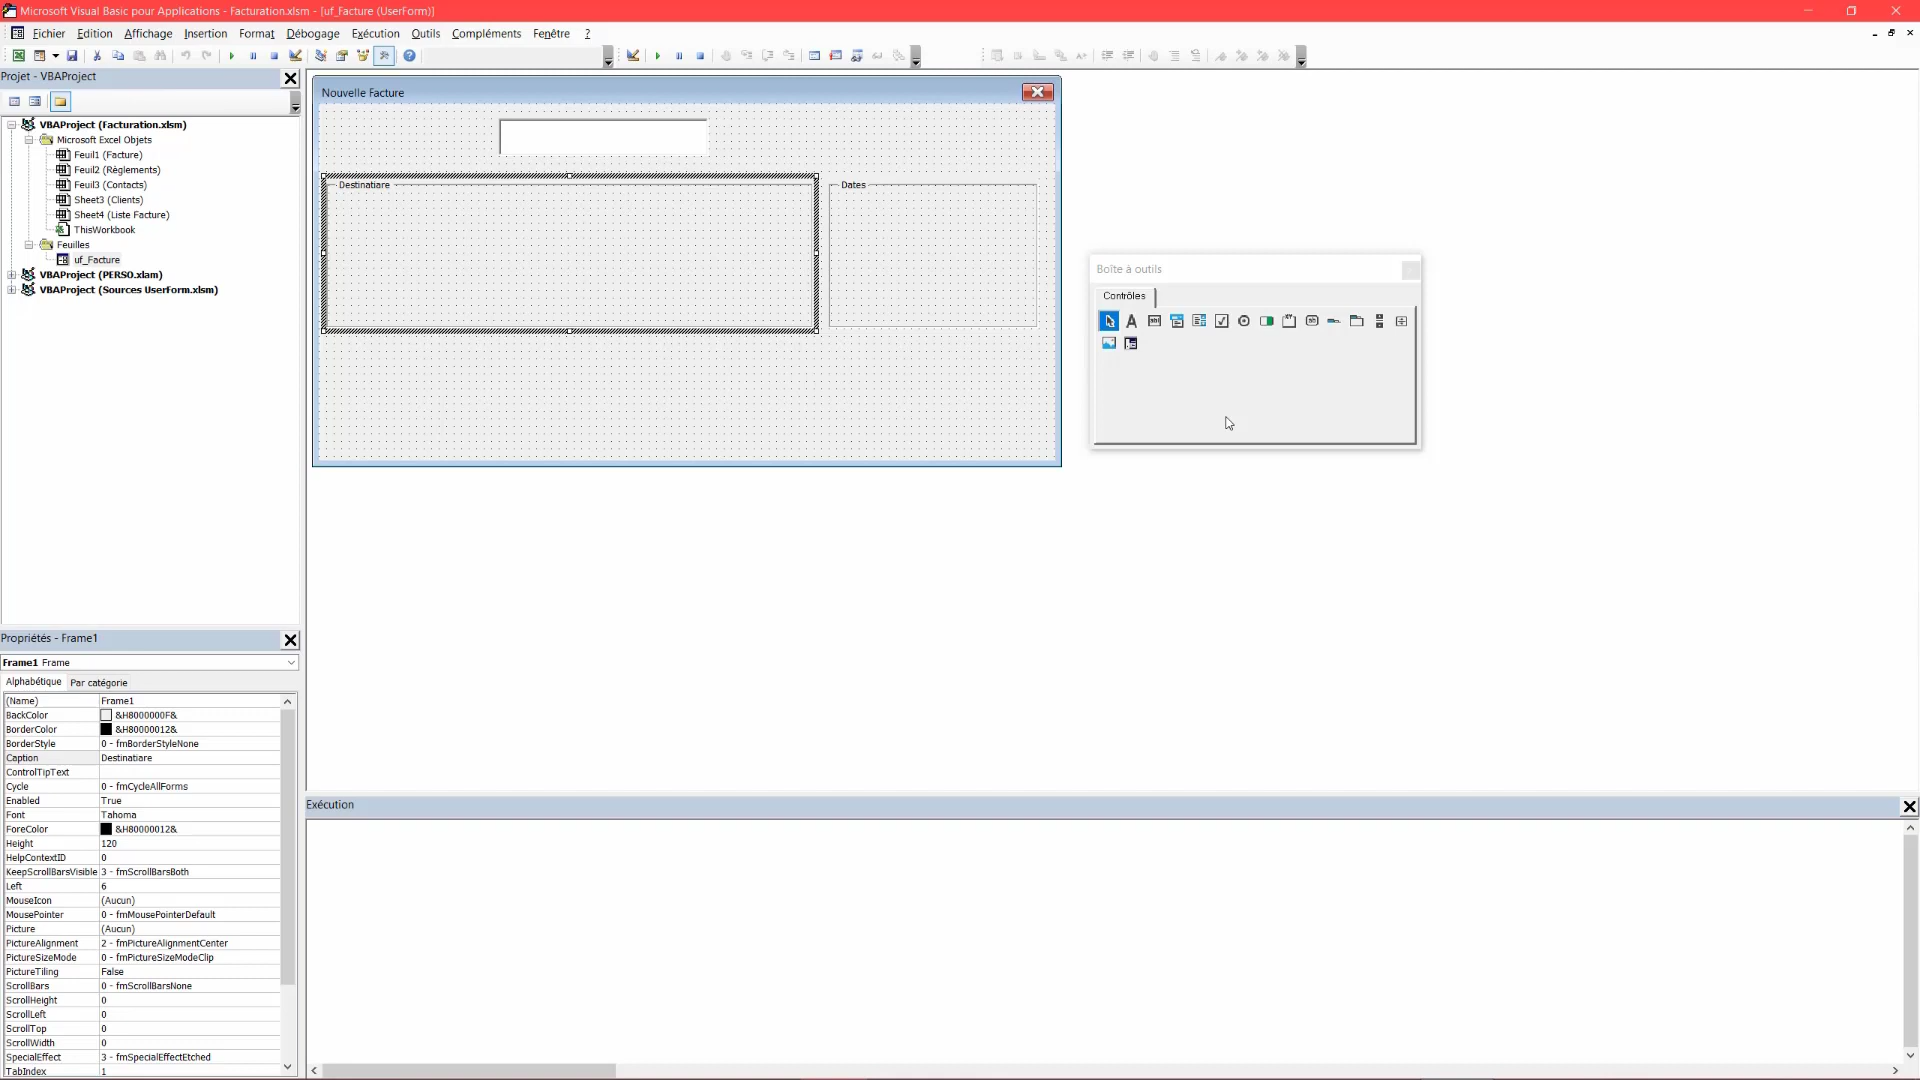 Microsoft Visual Basic pour Applications - Facturation.xlsm - [uf_Facture (UserForm)]
Fichier Edition Affichage Insertion Format Débogage Exécution Outils Compléments Fenêtre ?
Projet - VBAProject
VBAProject (Facturation.xlsm)
Microsoft Excel Objets
Feuil1 (Facture)
Feuil2 (Règlements)
Feuil3 (Contacts)
Sheet3 (Clients)
Sheet4 (Liste Facture)
ThisWorkbook
Feuilles
uf_Facture
VBAProject (PERSO.xlam)
VBAProject (Sources UserForm.xlsm)
Nouvelle Facture
Destinatiare
Dates
Boîte à outils
Contrôles
Propriétés - Frame1
Frame1 Frame
Alphabétique Par catégorie
(Name) Frame1
BackColor &H8000000F&
BorderColor &H80000012&
BorderStyle 0 - fmBorderStyleNone
Caption Destinatiare
ControlTipText
Cycle 0 - fmCycleAllForms
Enabled True
Font Tahoma
ForeColor &H80000012&
Height 120
HelpContextID 0
KeepScrollBarsVisible 3 - fmScrollBarsBoth
Left 6
MouseIcon (Aucun)
MousePointer 0 - fmMousePointerDefault
Picture (Aucun)
PictureAlignment 2 - fmPictureAlignmentCenter
PictureSizeMode 0 - fmPictureSizeModeClip
PictureTiling False
ScrollBars 0 - fmScrollBarsNone
ScrollHeight 0
ScrollLeft 0
ScrollTop 0
ScrollWidth 0
SpecialEffect 3 - fmSpecialEffectEtched
TabIndex 1
Exécution